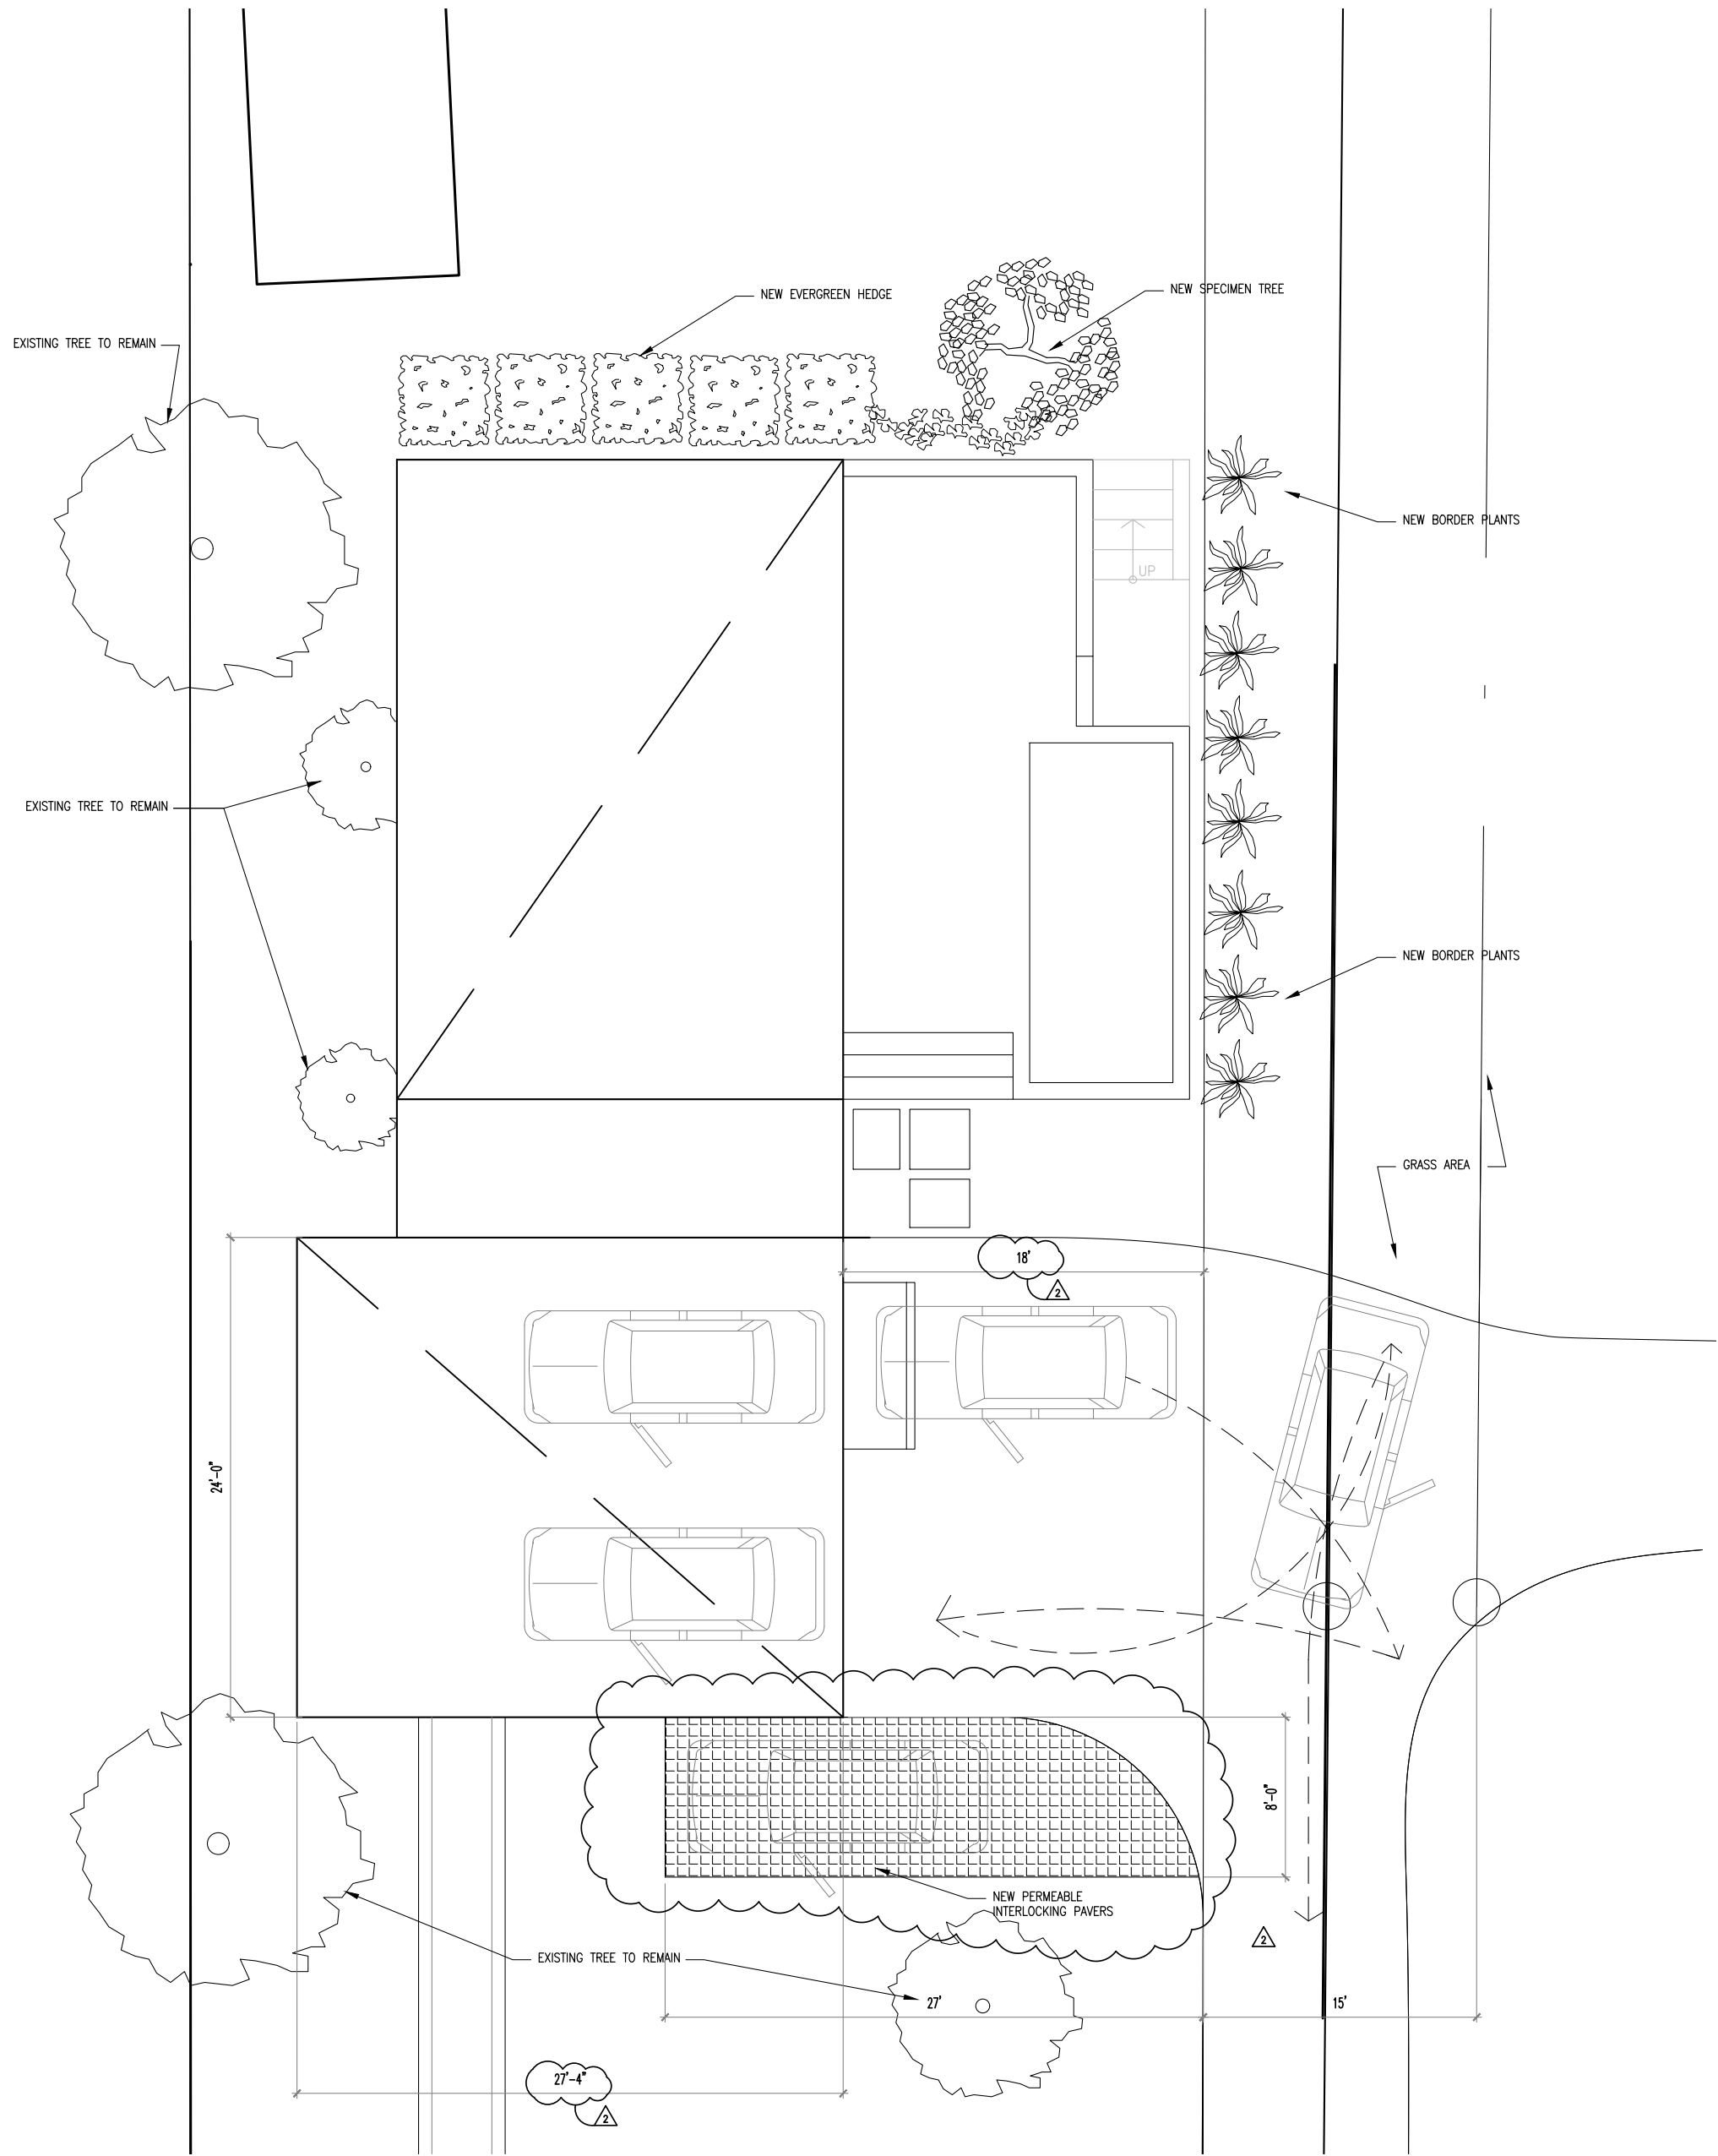 NEW SPECIMEN TREE
NEW EVERGREEN HEDGE
EXISTING TREE TO REMAIN
NEW BORDER PLANTS
UP
EXISTING TREE TO REMAIN
NEW BORDER PLANTS
GRASS AREA
18'
2
24'-0"
8'-0"
NEW PERMEABLE
INTERLOCKING PAVERS
2
EXISTING TREE TO REMAIN
27'
15'
27'-4"
2